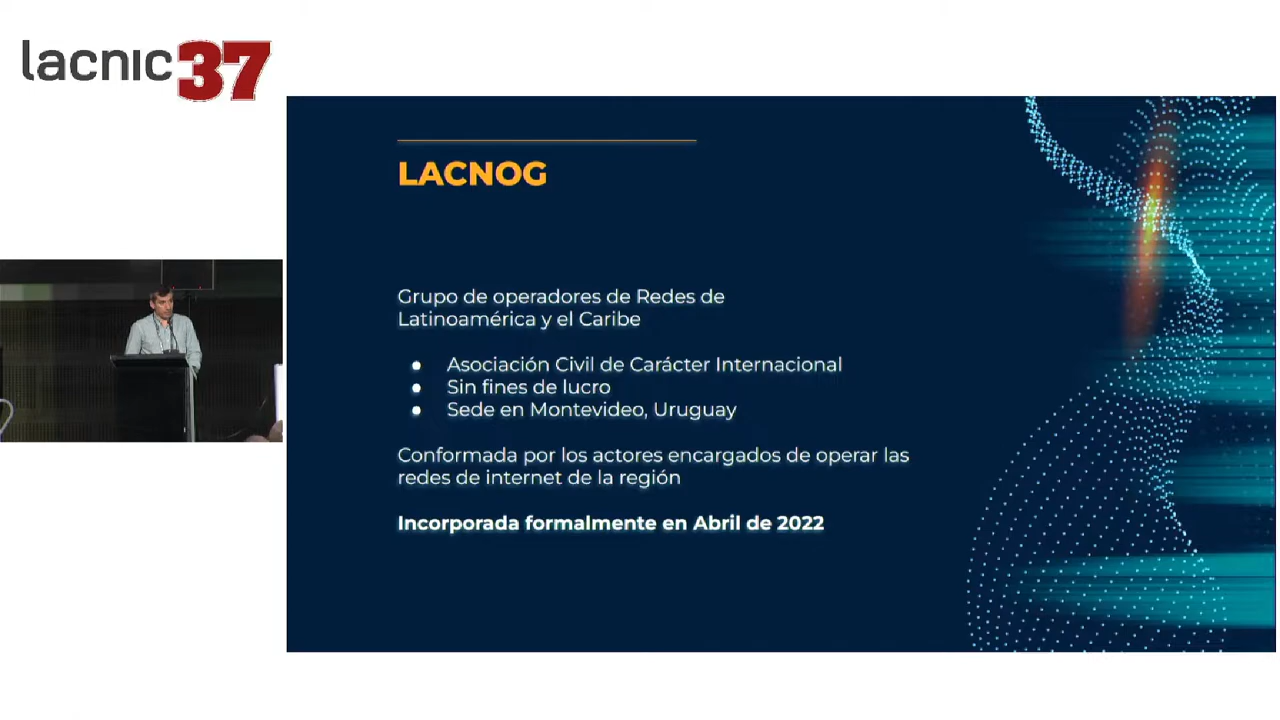 lacnic 37
LACNOG
Grupo de operadores de Redes de
Latinoamérica y el Caribe
● Asociación Civil de Carácter Internacional
● Sin fines de lucro
● Sede en Montevideo, Uruguay
Conformada por los actores encargados de operar las
redes de internet de la región
Incorporada formalmente en Abril de 2022